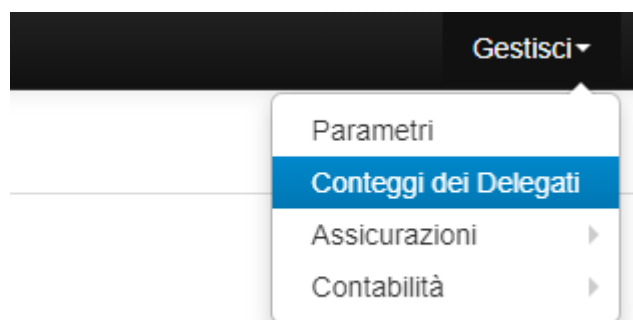 Gestisci
Parametri
Conteggi dei Delegati
Assicurazioni
Contabilità